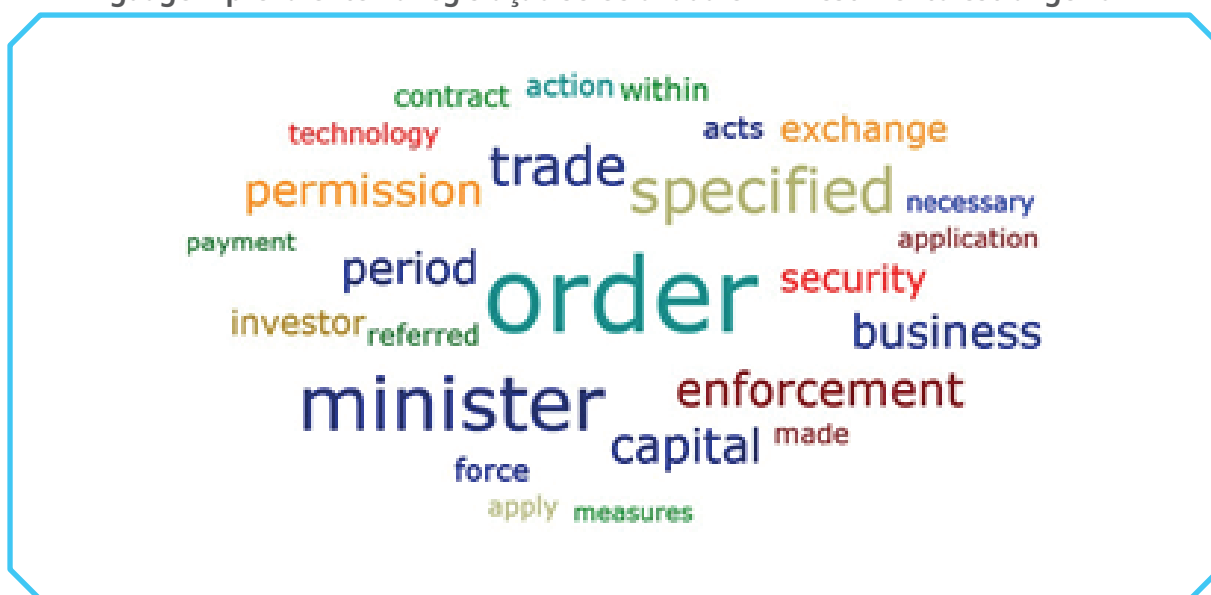 contract action within
technology acts exchange
permission trade specified necessary
payment application
period order security
investor referred business
minister enforcement
capital made
force
apply measures